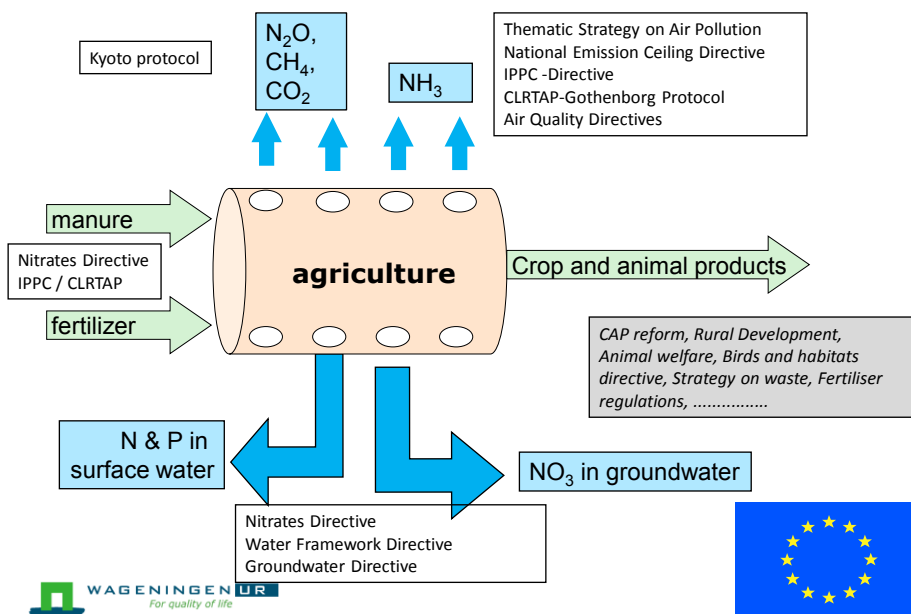 Kyoto protocol
N₂O,
CH₄,
CO₂
NH₃
Thematic Strategy on Air Pollution
National Emission Ceiling Directive
IPPC -Directive
CLRTAP-Gothenborg Protocol
Air Quality Directives
manure
Nitrates Directive
IPPC / CLRTAP
fertilizer
agriculture
Crop and animal products
CAP reform, Rural Development,
Animal welfare, Birds and habitats
directive, Strategy on waste, Fertiliser
regulations, ...............
N & P in
surface water
NO₃ in groundwater
Nitrates Directive
Water Framework Directive
Groundwater Directive
WAGENINGEN UR
For quality of life